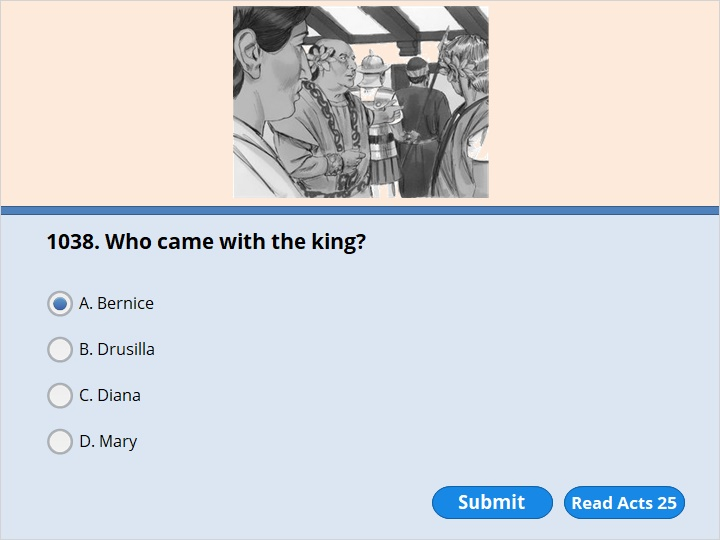 1038. Who came with the king?
A. Bernice
B. Drusilla
C. Diana
D. Mary
Submit
Read Acts 25